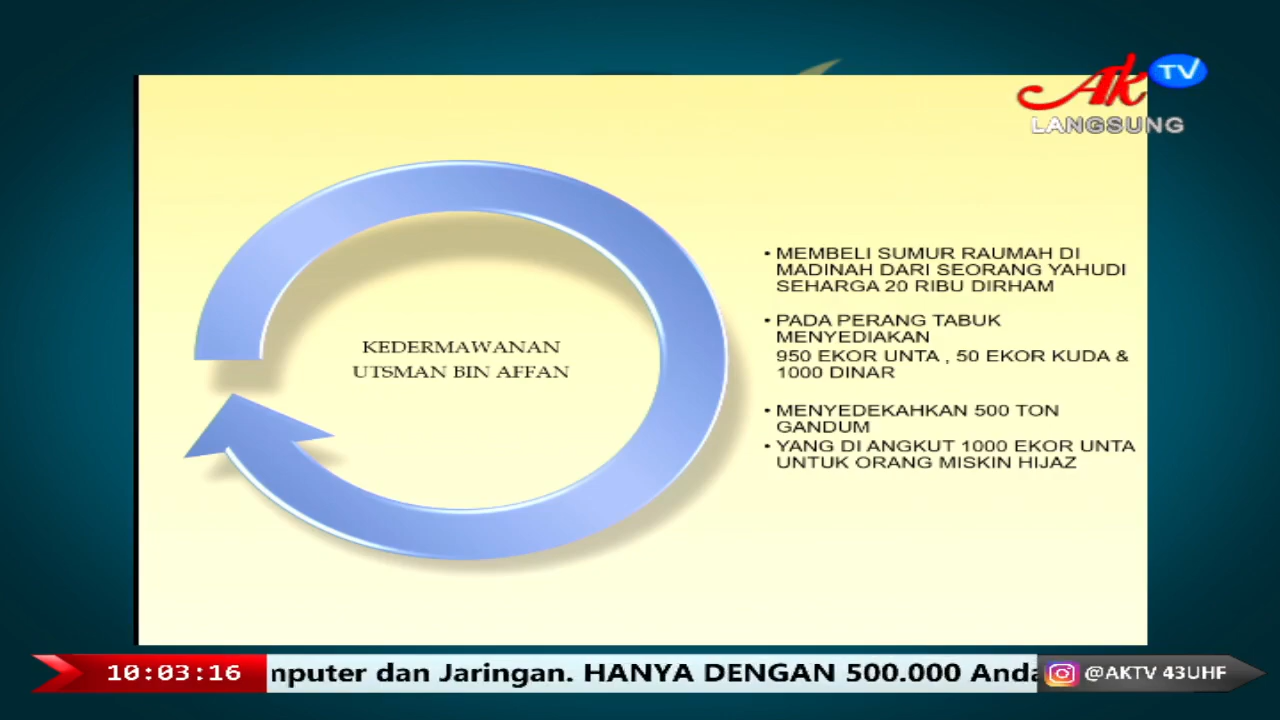 Ak TV
LANGSUNG
KEDERMAWANAN
UTSMAN BIN AFFAN
• MEMBELI SUMUR RAUMAH DI
MADINAH DARI SEORANG YAHUDI
SEHARGA 20 RIBU DIRHAM
• PADA PERANG TABUK
MENYEDIAKAN
950 EKOR UNTA , 50 EKOR KUDA &
1000 DINAR
• MENYEDEKAHKAN 500 TON
GANDUM
• YANG DI ANGKUT 1000 EKOR UNTA
UNTUK ORANG MISKIN HIJAZ
10:03:16
mputer dan Jaringan. HANYA DENGAN 500.000 Anda
@AKTV 43UHF